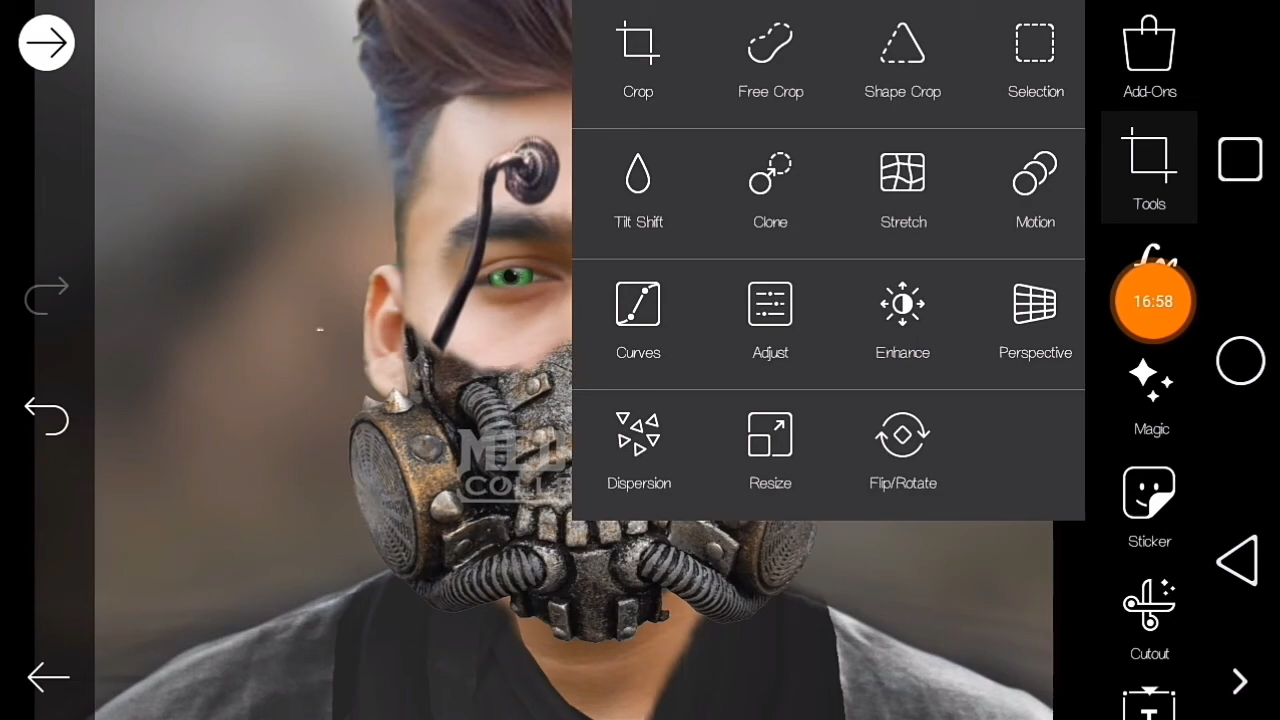 Crop
Free Crop
Shape Crop
Selection
Add-Ons
Tilt Shift
Clone
Stretch
Motion
Tools
16:58
Curves
Adjust
Enhance
Perspective
Magic
Dispersion
Resize
Flip/Rotate
Sticker
Cutout